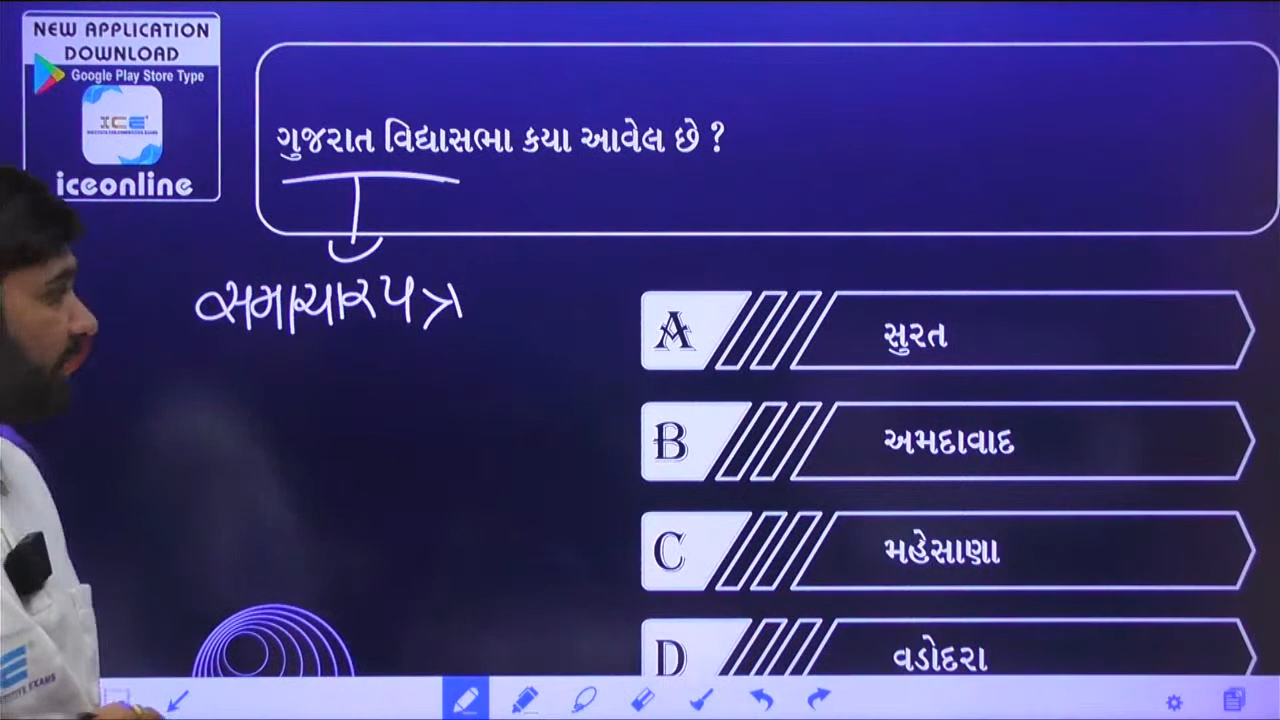 NEW APPLICATION
DOWNLOAD
Google Play Store Type
ICE
iceonline
ગુજરાત વિદ્યાસભા કયા આવેલ છે ?
સમાચારપત્ર
A સુરત
B અમદાવાદ
C મહેસાણા
D વડોદરા